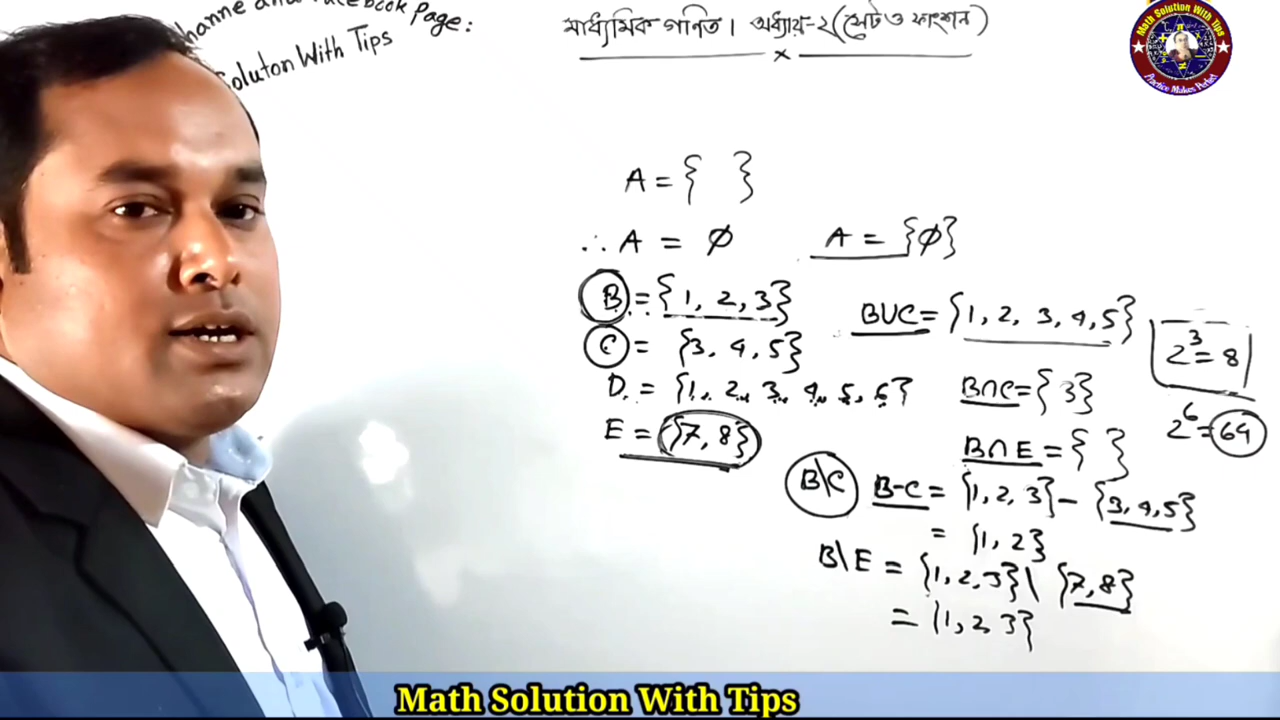 hanne and Facebook Page:
Soluton With Tips
মাধ্যমিক গণিত। অধ্যায়-২(সেট ও ফাংশন)
x
Math Solution With Tips
Practice Makes Perfect
A = { }
∴ A = ∅ A = {∅}
B = {1, 2, 3} B∪C = {1, 2, 3, 4, 5}
2³ = 8
C = {3, 4, 5}
D = {1, 2, 3, 4, 5, 6} B∩C = {3}
2⁶ = 64
E = {7, 8} B∩E = { }
B\C B-C = {1, 2, 3} - {3, 4, 5}
= {1, 2}
B\E = {1, 2, 3} \ {7, 8}
= {1, 2, 3}
Math Solution With Tips